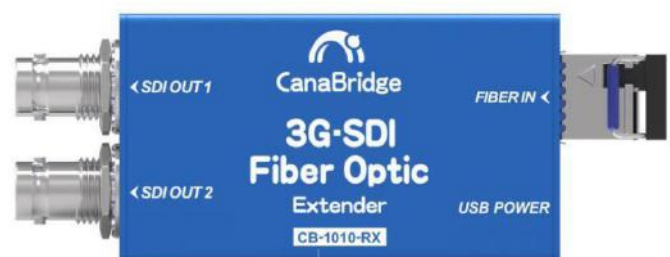 CanaBridge
SDI OUT 1
FIBER IN
3G-SDI
Fiber Optic
Extender
SDI OUT 2
USB POWER
CB-1010-RX